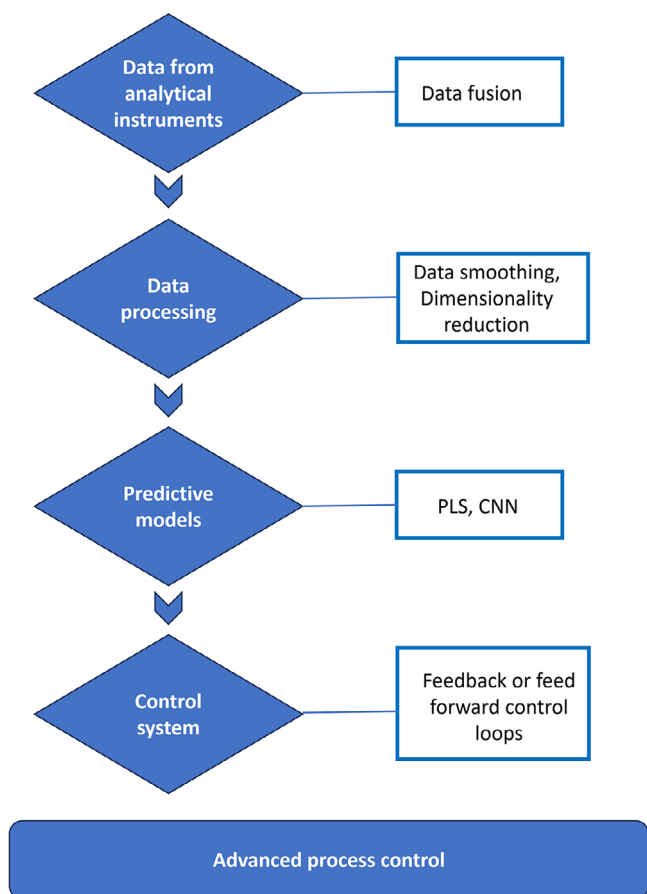 Data from
analytical
instruments
Data fusion
Data
processing
Data smoothing,
Dimensionality
reduction
Predictive
models
PLS, CNN
Control
system
Feedback or feed
forward control
loops
Advanced process control